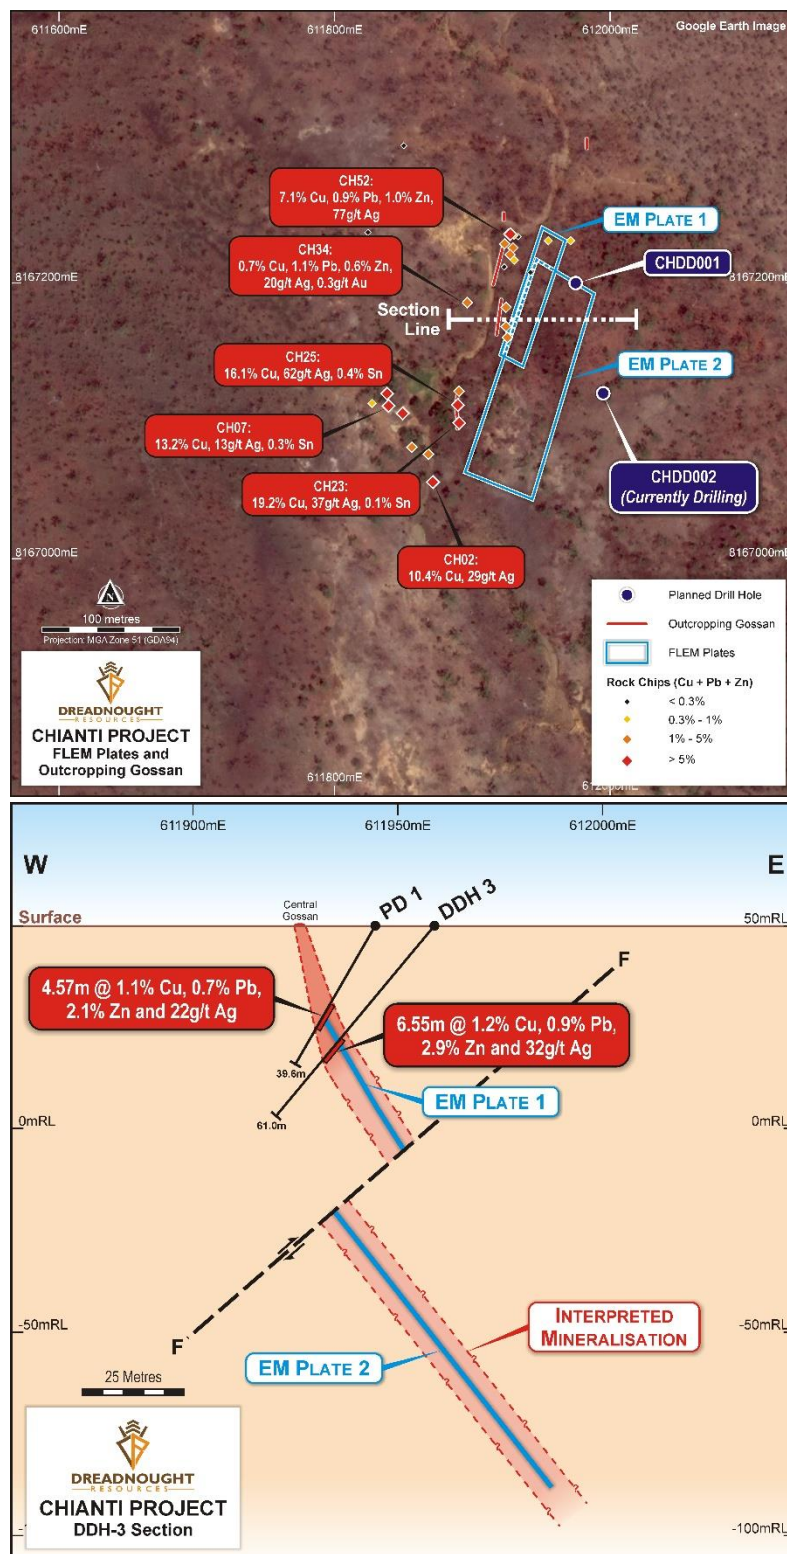 611600mE
611800mE
612000mE
Google Earth Image
CH52:
7.1% Cu, 0.9% Pb, 1.0% Zn,
77g/t Ag
EM PLATE 1
CH34:
0.7% Cu, 1.1% Pb, 0.6% Zn,
20g/t Ag, 0.3g/t Au
CHDD001
8167200mE
8167200mE
Section
Line
CH25:
16.1% Cu, 62g/t Ag, 0.4% Sn
EM PLATE 2
CH07:
13.2% Cu, 13g/t Ag, 0.3% Sn
CHDD002
(Currently Drilling)
CH23:
19.2% Cu, 37g/t Ag, 0.1% Sn
8167000mE
8167000mE
CH02:
10.4% Cu, 29g/t Ag
N
100 metres
Projection: MGA Zone 51 (GDA94)
DREADNOUGHT
RESOURCES
CHIANTI PROJECT
FLEM Plates and
Outcropping Gossan
Planned Drill Hole
Outcropping Gossan
FLEM Plates
Rock Chips (Cu + Pb + Zn)
< 0.3%
0.3% - 1%
1% - 5%
> 5%
611600mE
611800mE
611900mE
611950mE
612000mE
W
E
Central
Gossan
PD 1
DDH 3
Surface
50mRL
F
4.57m @ 1.1% Cu, 0.7% Pb,
2.1% Zn and 22g/t Ag
6.55m @ 1.2% Cu, 0.9% Pb,
2.9% Zn and 32g/t Ag
39.6m
EM PLATE 1
61.0m
0mRL
0mRL
-50mRL
-50mRL
F
INTERPRETED
MINERALISATION
EM PLATE 2
25 Metres
DREADNOUGHT
RESOURCES
CHIANTI PROJECT
DDH-3 Section
-100mRL